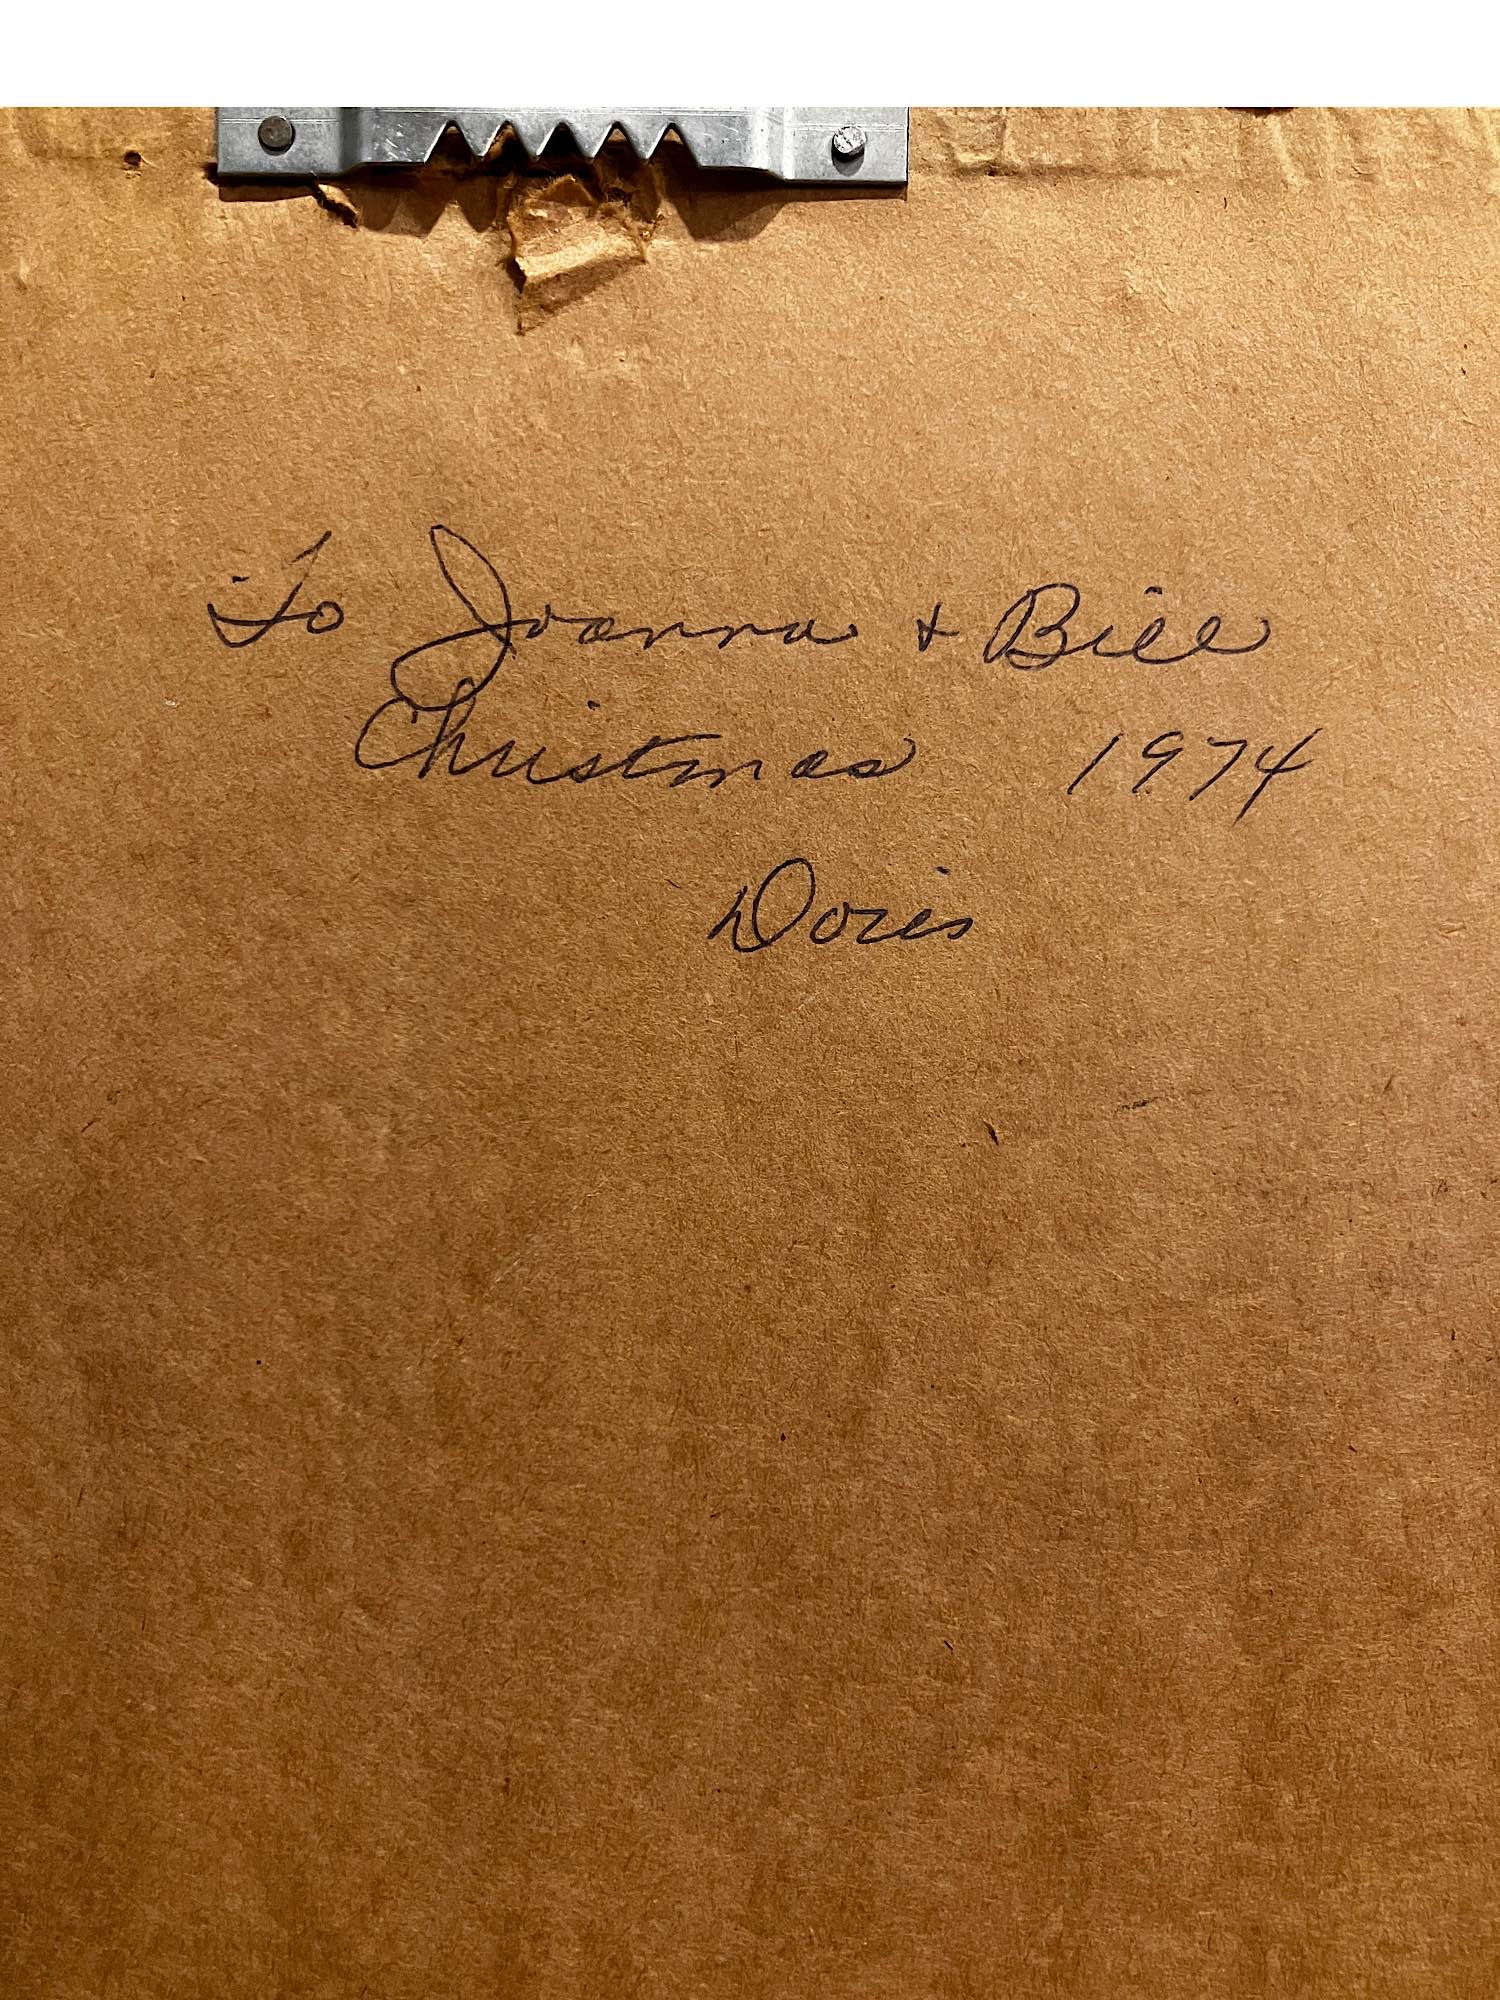 To Joanna + Bill
Christmas 1974
Doris